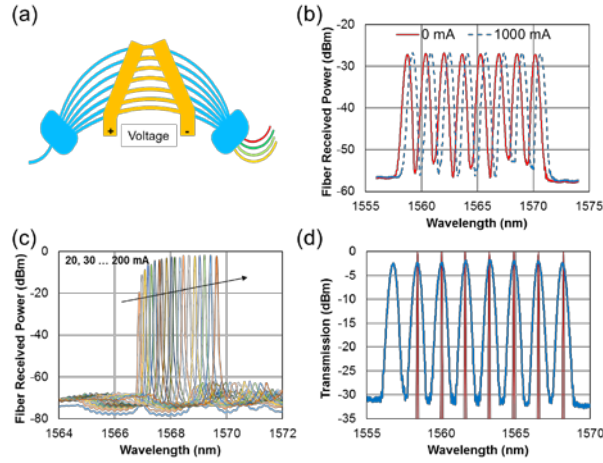 (a)
+ Voltage -
(b)
0 mA 1000 mA
Fiber Received Power (dBm)
-20
-30
-40
-50
-60
1555 1560 1565 1570 1575
Wavelength (nm)
(c)
20, 30 ... 200 mA
Fiber Received Power (dBm)
0
-20
-40
-60
-80
1564 1566 1568 1570 1572
Wavelength (nm)
(d)
Transmission (dBm)
0
-5
-10
-15
-20
-25
-30
-35
1555 1560 1565 1570
Wavelength (nm)